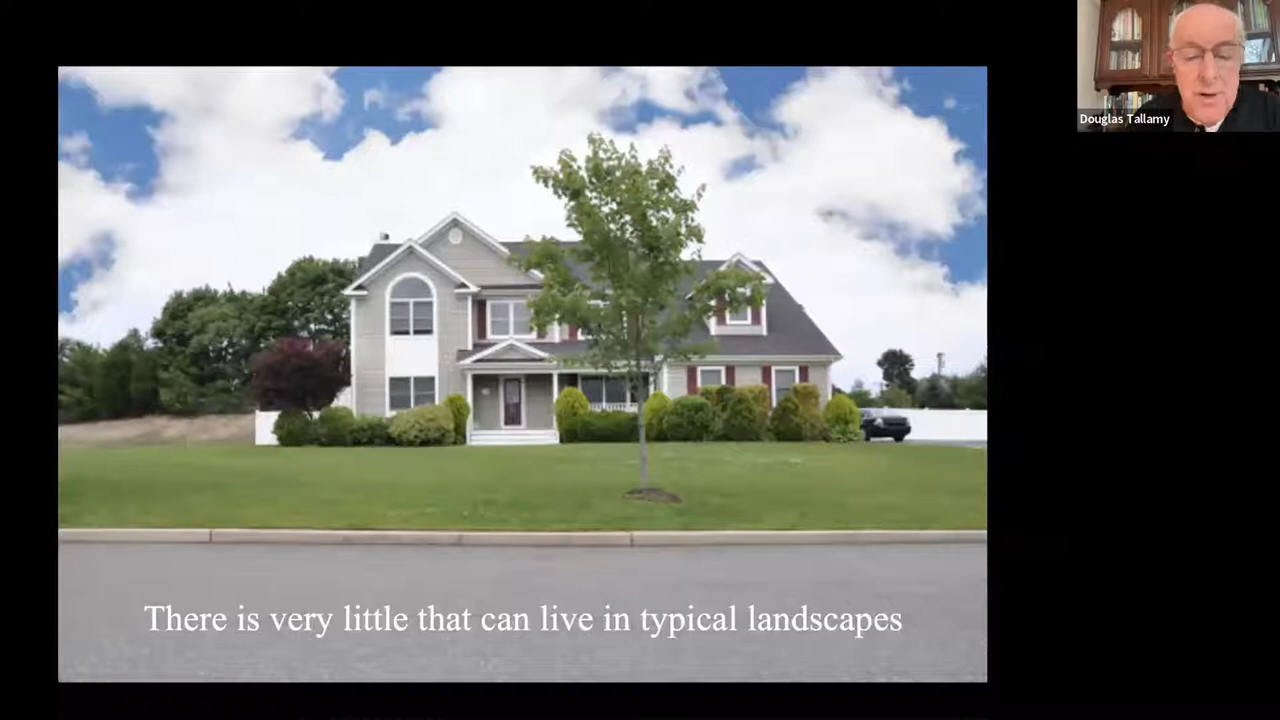 Douglas Tallamy
There is very little that can live in typical landscapes